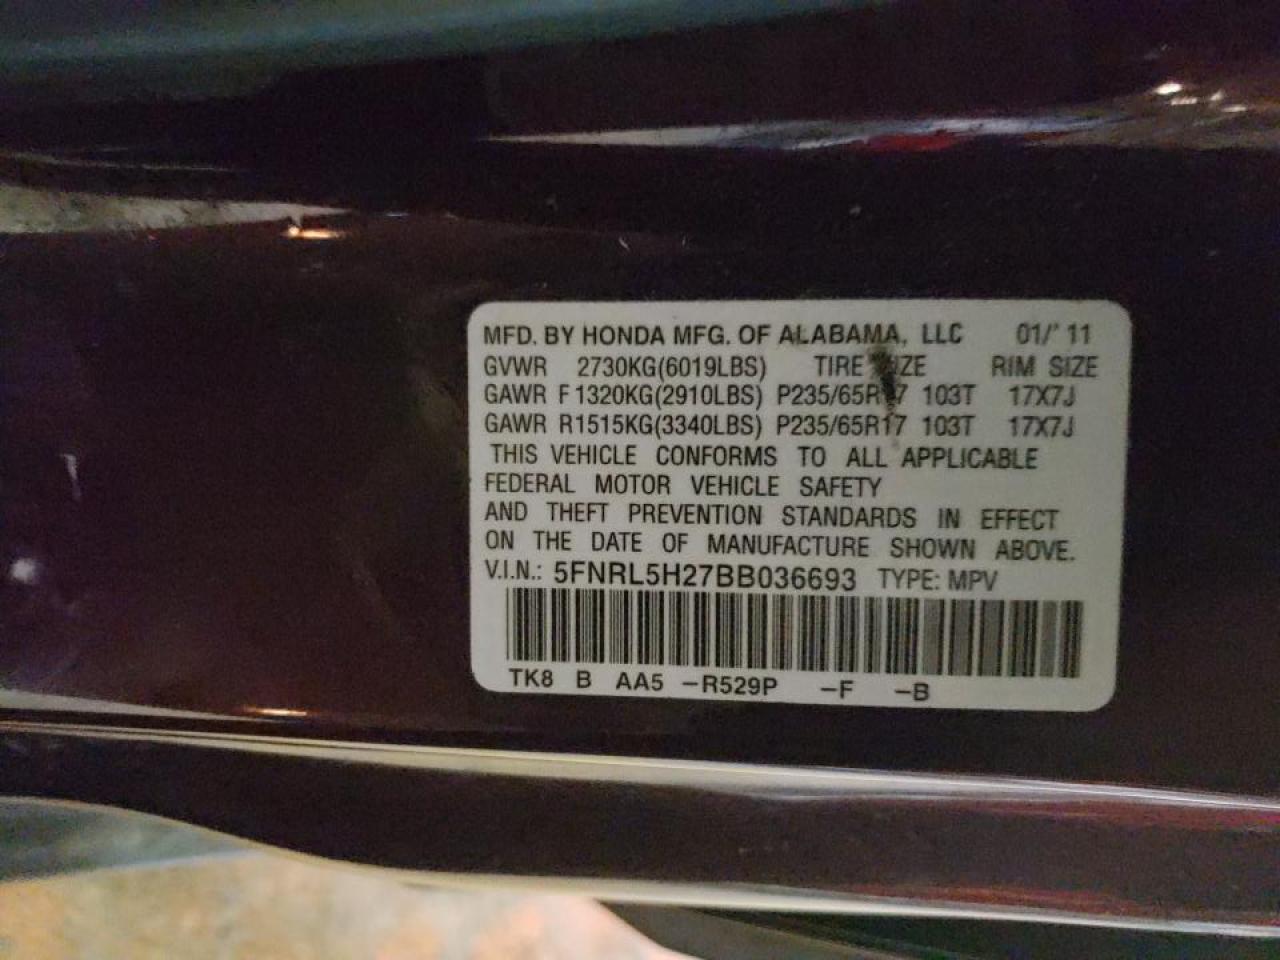 MFD. BY HONDA MFG. OF ALABAMA, LLC 01/' 11
GVWR 2730KG(6019LBS) TIRE SIZE RIM SIZE
GAWR F 1320KG(2910LBS) P235/65R17 103T 17X7J
GAWR R1515KG(3340LBS) P235/65R17 103T 17X7J
THIS VEHICLE CONFORMS TO ALL APPLICABLE
FEDERAL MOTOR VEHICLE SAFETY
AND THEFT PREVENTION STANDARDS IN EFFECT
ON THE DATE OF MANUFACTURE SHOWN ABOVE.
V.I.N.: 5FNRL5H27BB036693 TYPE: MPV
TK8 B AA5 –R529P –F –B